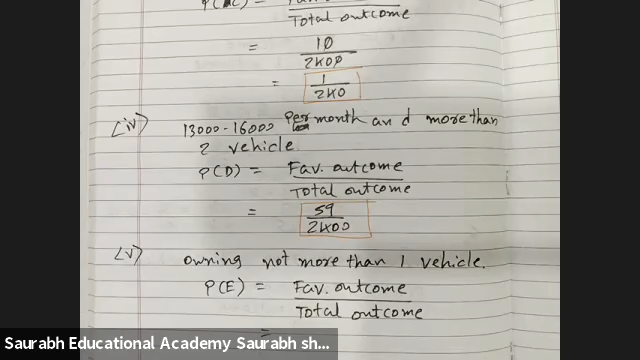 P(C) = Fav. outcome
Total outcome
= 10
2400
= 1
240
(iv) 13000-16000 per month and more than
2 vehicle.
P(D) = Fav. outcome
Total outcome
= 59
2400
(v) owning not more than 1 vehicle.
P(E) = Fav. outcome
Total outcome
=
Saurabh Educational Academy Saurabh sh...